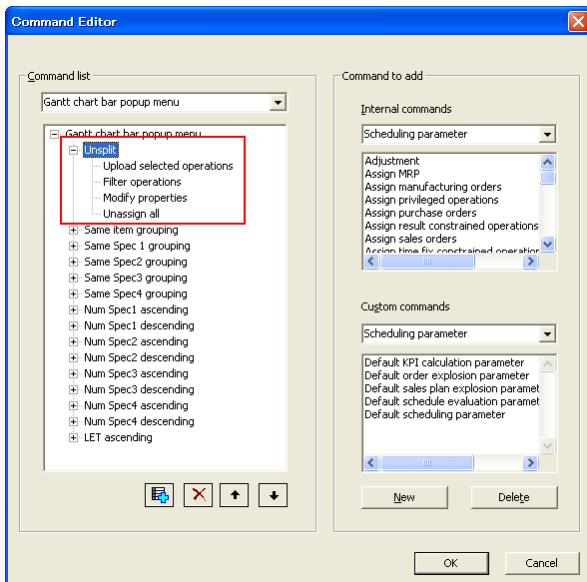 Command Editor
Command list
Gantt chart bar popup menu
Gantt chart bar popup menu
Unsplit
Upload selected operations
Filter operations
Modify properties
Unassign all
Same item grouping
Same Spec 1 grouping
Same Spec2 grouping
Same Spec3 grouping
Same Spec4 grouping
Num Spec1 ascending
Num Spec1 descending
Num Spec2 ascending
Num Spec2 descending
Num Spec3 ascending
Num Spec3 descending
Num Spec4 ascending
Num Spec4 descending
LET ascending
Command to add
Internal commands
Scheduling parameter
Adjustment
Assign MRP
Assign manufacturing orders
Assign privileged operations
Assign purchase orders
Assign result constrained operations
Assign sales orders
Assign time fix constrained operation
Custom commands
Scheduling parameter
Default KPI calculation parameter
Default order explosion parameter
Default sales plan explosion paramet
Default schedule evaluation paramet
Default scheduling parameter
New
Delete
OK
Cancel